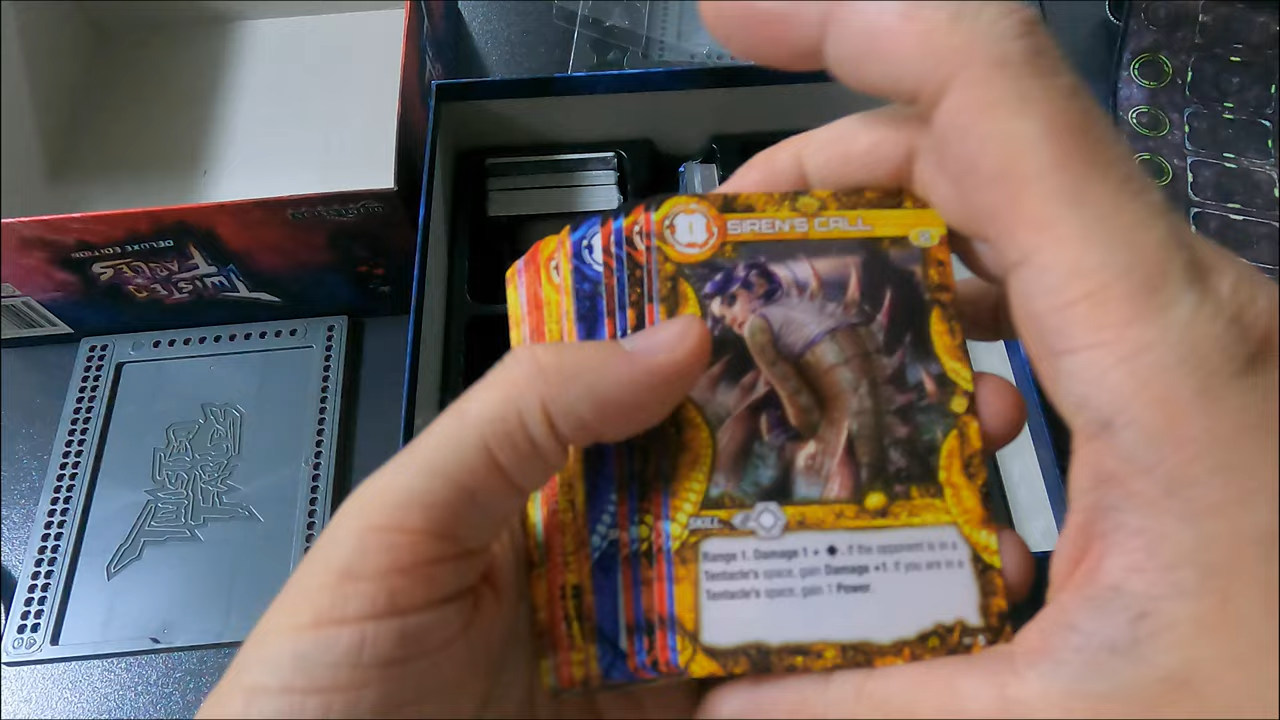 SIREN'S CALL
TWISTED
FABLES
DELUXE EDITION
TWISTED
FABLES
SKILL
Range 1. Damage 1 + ◆. If the opponent is in a
Tentacle's space, gain Damage +1. If you are in a
Tentacle's space, gain 1 Power.